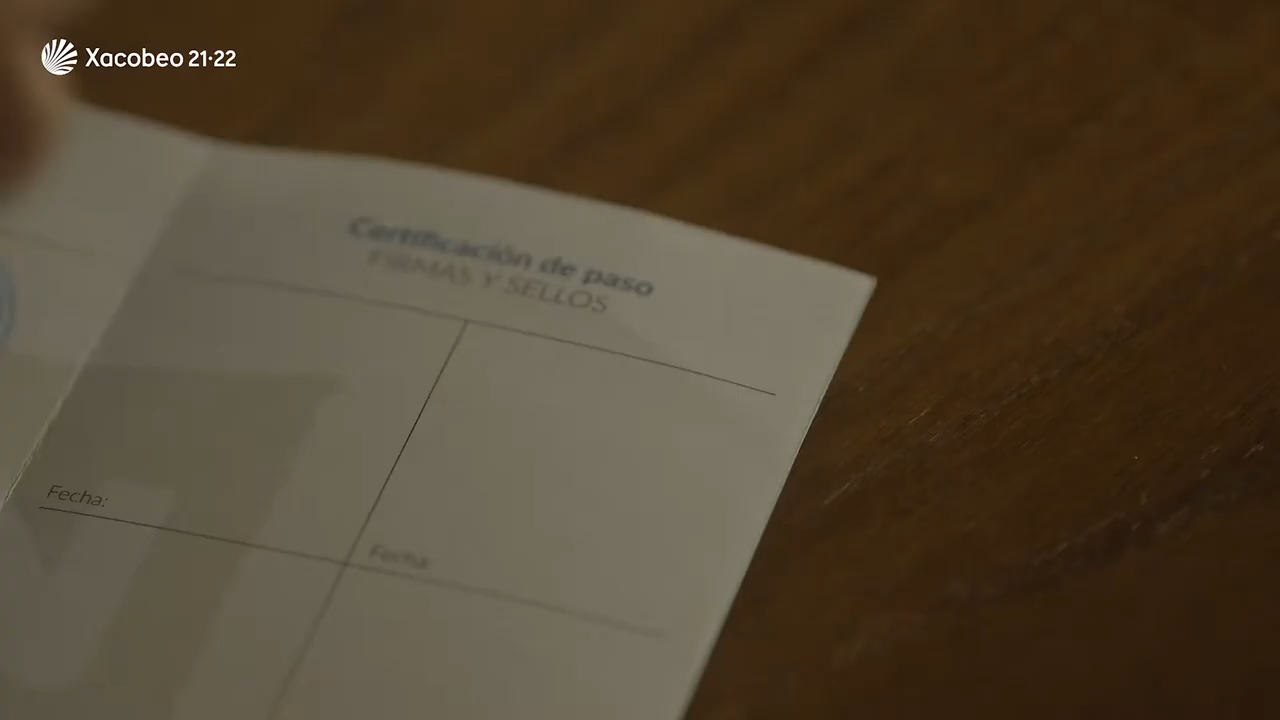 Xacobeo 21·22
Certificación de paso
FIRMAS Y SELLOS
Fecha:
Fecha: